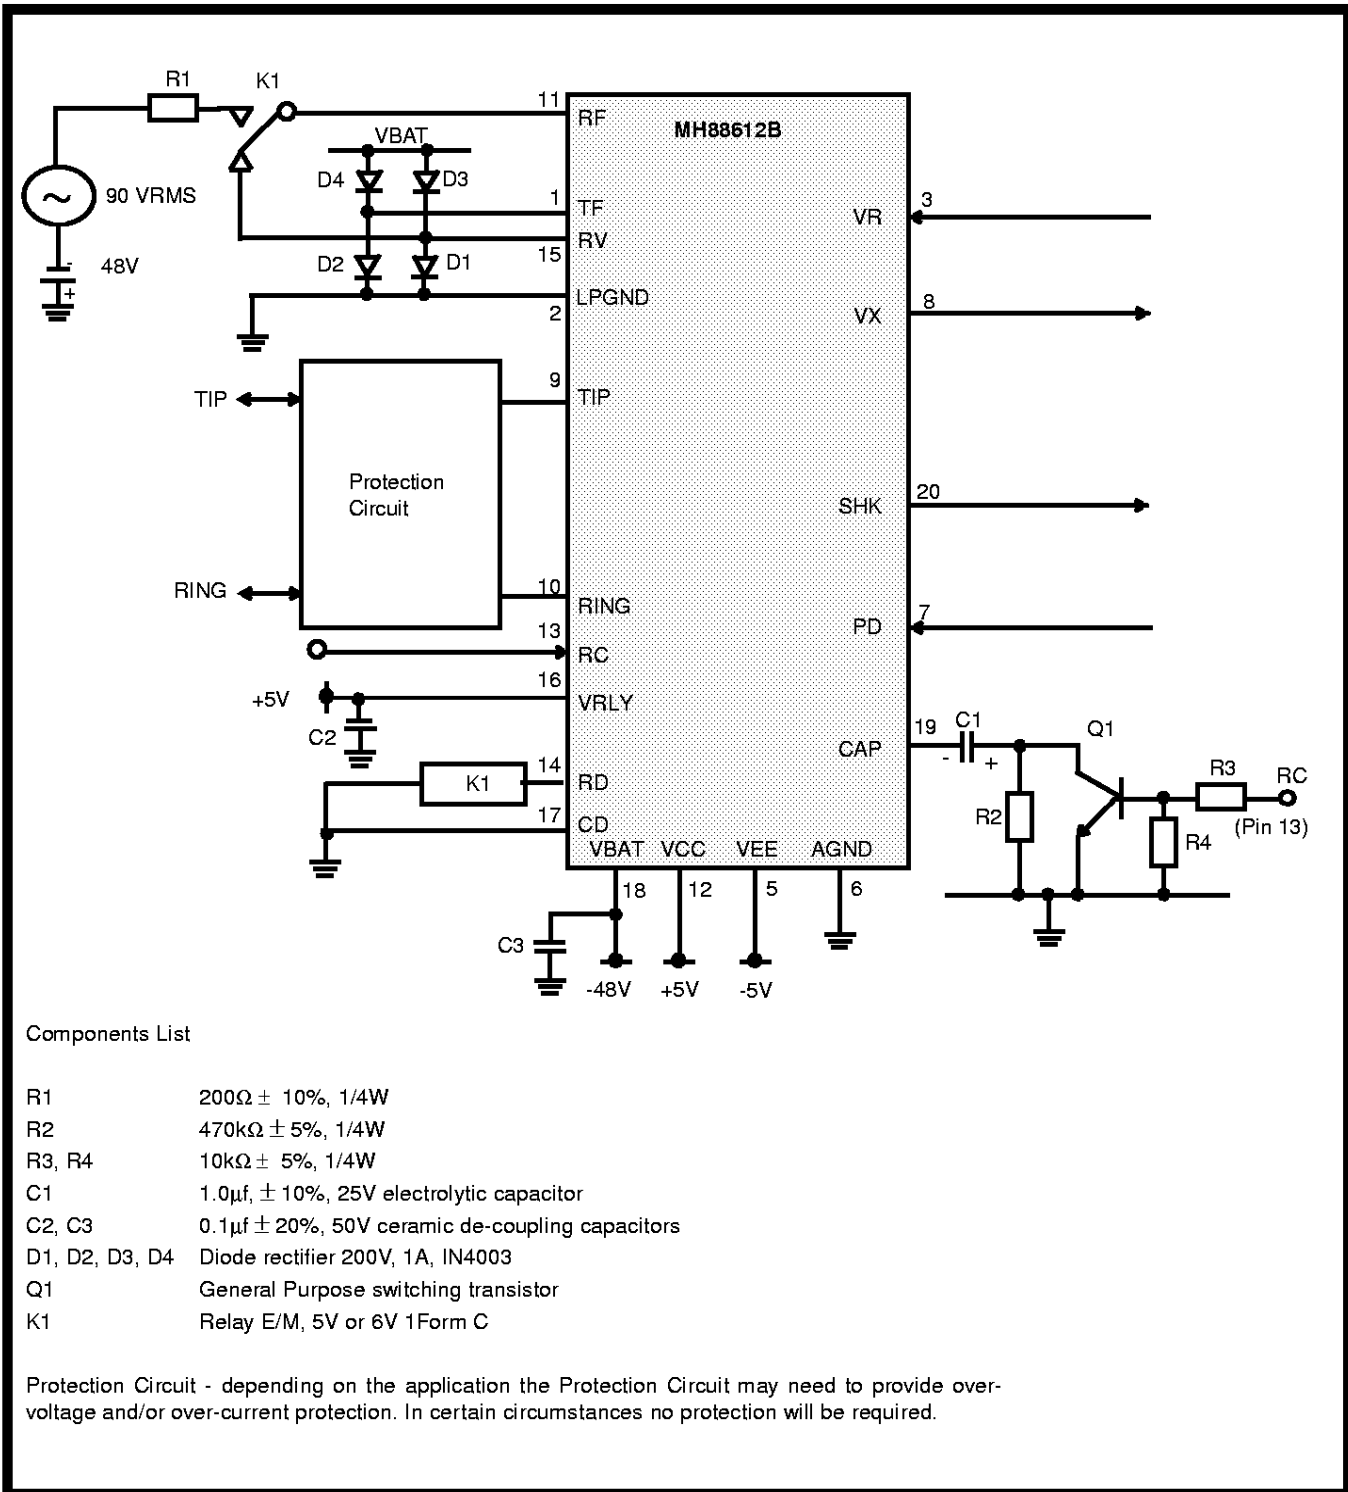 R1
K1
11
RF
MH88612B
VBAT
D4
D3
90 VRMS
1
TF
3
VR
RV
15
D2
D1
-
48V
+
LPGND
2
8
VX
9
TIP
TIP
Protection
Circuit
20
SHK
RING
10
RING
7
PD
13
RC
16
+5V
VRLY
C2
19
C1
CAP
Q1
-
+
14
K1
RD
R3
RC
17
CD
R2
(Pin 13)
R4
VBAT
VCC
VEE
AGND
18
12
5
6
C3
-48V
+5V
-5V
Components List
R1 200Ω ± 10%, 1/4W
R2 470kΩ ± 5%, 1/4W
R3, R4 10kΩ ± 5%, 1/4W
C1 1.0µf, ± 10%, 25V electrolytic capacitor
C2, C3 0.1µf ± 20%, 50V ceramic de-coupling capacitors
D1, D2, D3, D4 Diode rectifier 200V, 1A, IN4003
Q1 General Purpose switching transistor
K1 Relay E/M, 5V or 6V 1Form C
Protection Circuit - depending on the application the Protection Circuit may need to provide over-
voltage and/or over-current protection. In certain circumstances no protection will be required.